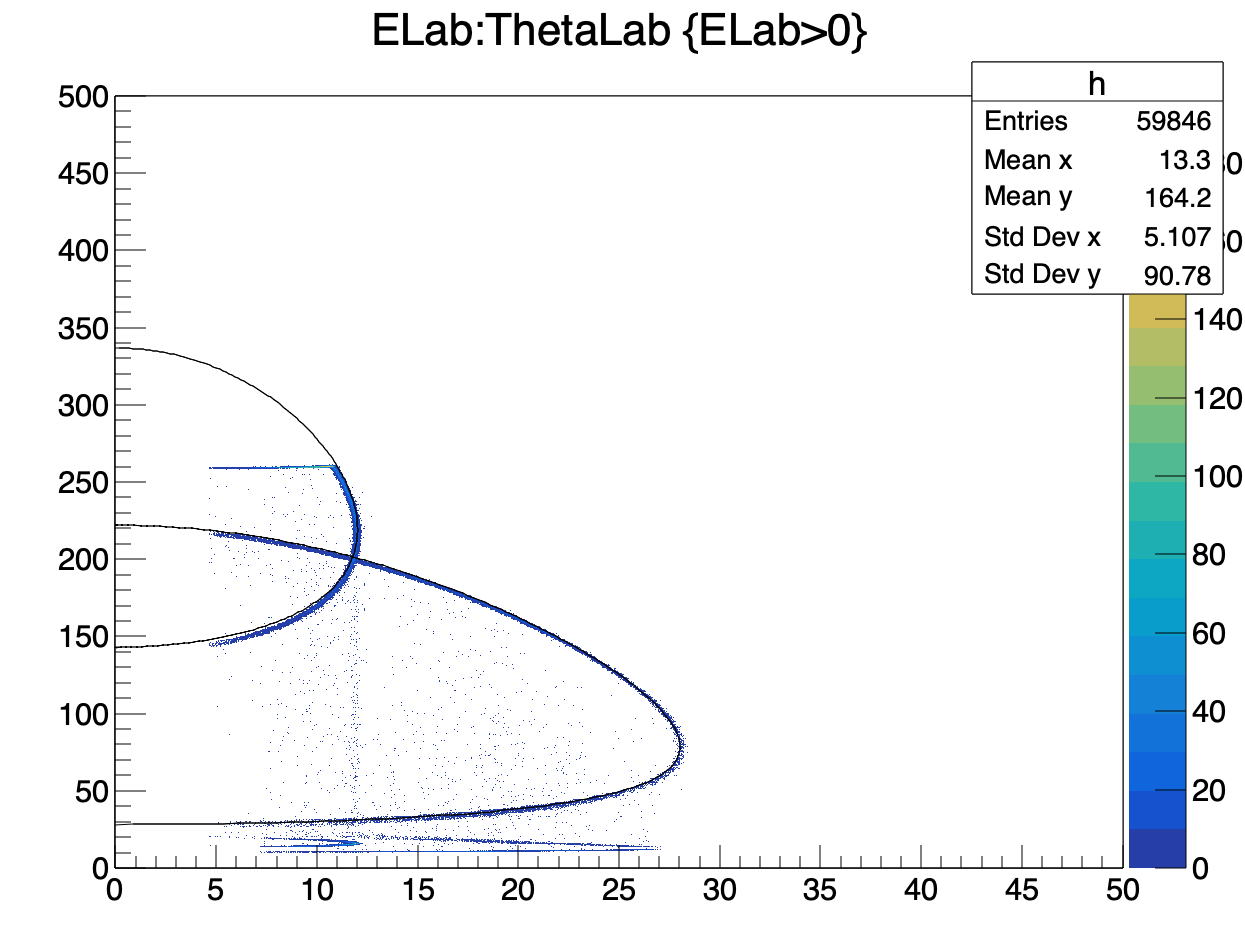 ELab:ThetaLab {ELab>0}
h
Entries 59846
Mean x 13.3
Mean y 164.2
Std Dev x 5.107
Std Dev y 90.78
500
450
400
350
300
250
200
150
100
50
0
0 5 10 15 20 25 30 35 40 45 50
140
120
100
80
60
40
20
0